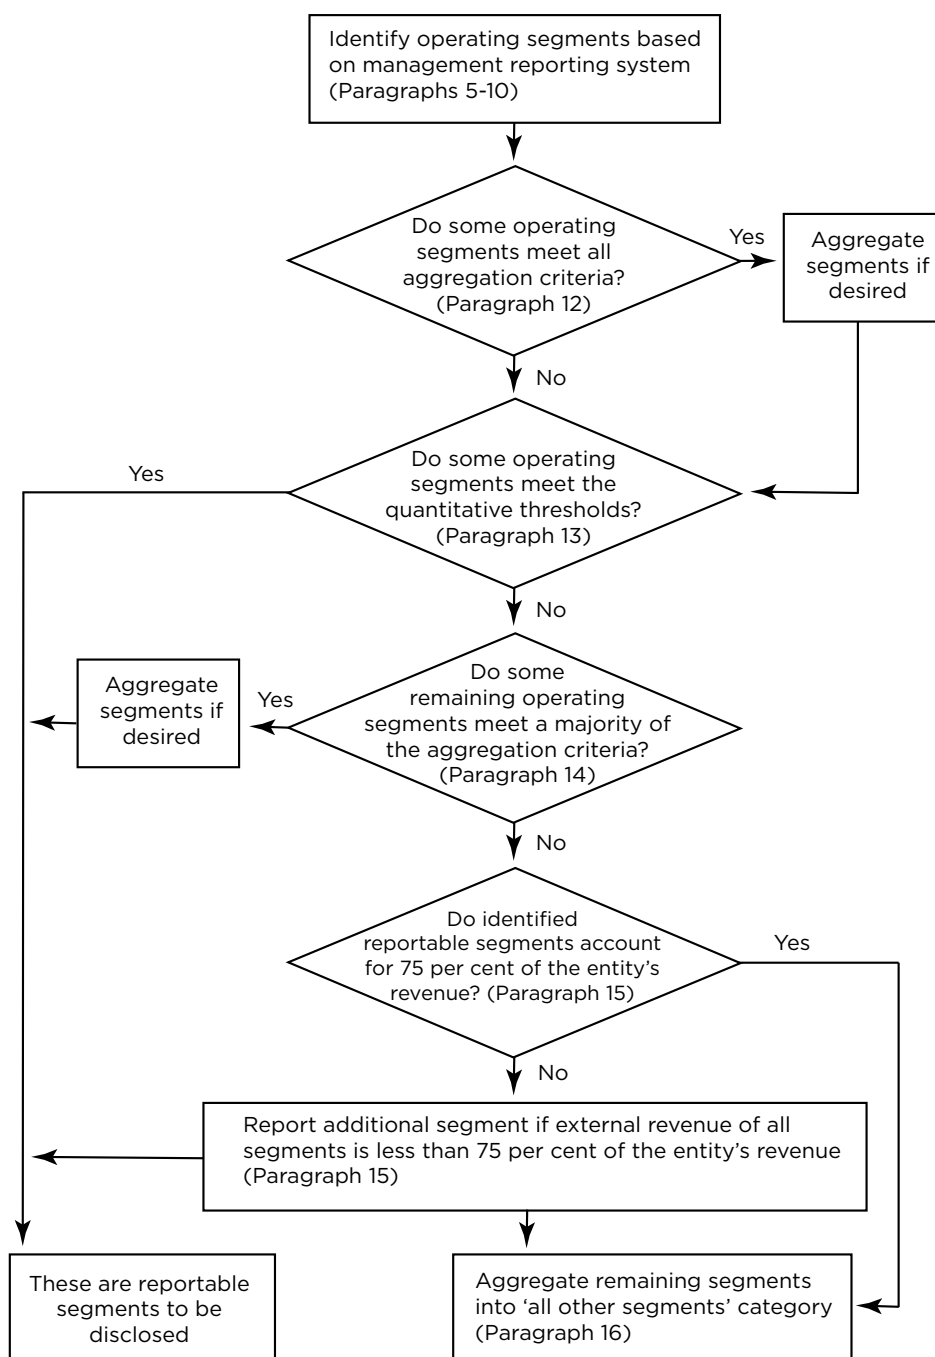 Identify operating segments based
on management reporting system
(Paragraphs 5-10)
Do some operating
segments meet all
aggregation criteria?
(Paragraph 12)
Yes
Aggregate
segments if
desired
No
Do some operating
segments meet the
quantitative thresholds?
(Paragraph 13)
Yes
No
Do some
remaining operating
segments meet a majority of
the aggregation criteria?
(Paragraph 14)
Yes
Aggregate
segments if
desired
No
Do identified
reportable segments account
for 75 per cent of the entity’s
revenue? (Paragraph 15)
Yes
No
Report additional segment if external revenue of all
segments is less than 75 per cent of the entity’s revenue
(Paragraph 15)
These are reportable
segments to be
disclosed
Aggregate remaining segments
into ‘all other segments’ category
(Paragraph 16)